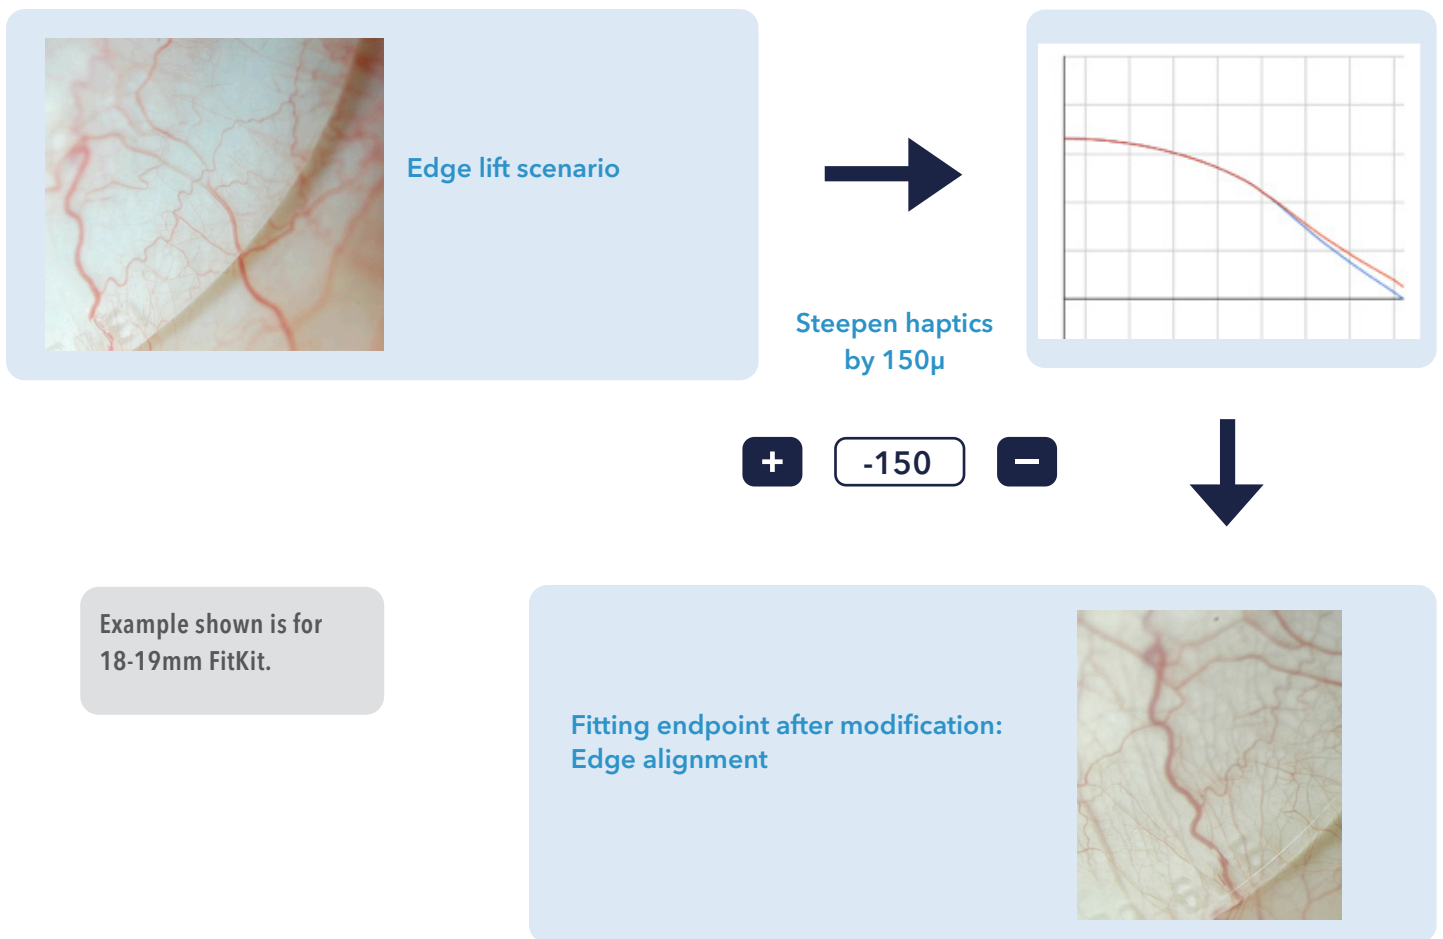 Edge lift scenario
Steepen haptics
by 150µ
+ -150 −
Example shown is for
18-19mm FitKit.
Fitting endpoint after modification:
Edge alignment